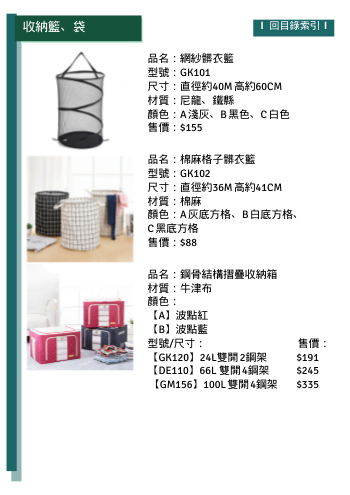 收納籃、袋
I 回目錄索引 I
品名：網紗髒衣籃
型號：GK101
尺寸：直徑約40M 高約60CM
材質：尼龍、鐵縣
顏色：A 淺灰、B 黑色、C 白色
售價：$155
品名：棉麻格子髒衣籃
型號：GK102
尺寸：直徑約36M 高約41CM
材質：棉麻
顏色：A 灰底方格、B 白底方格、
C 黑底方格
售價：$88
品名：鋼骨結構摺疊收納箱
材質：牛津布
顏色：
【A】波點紅
【B】波點藍
型號/尺寸： 售價：
【GK120】24L雙開 2鋼架 $191
【DE110】66L 雙開 4鋼架 $245
【GM156】100L 雙開 4鋼架 $335